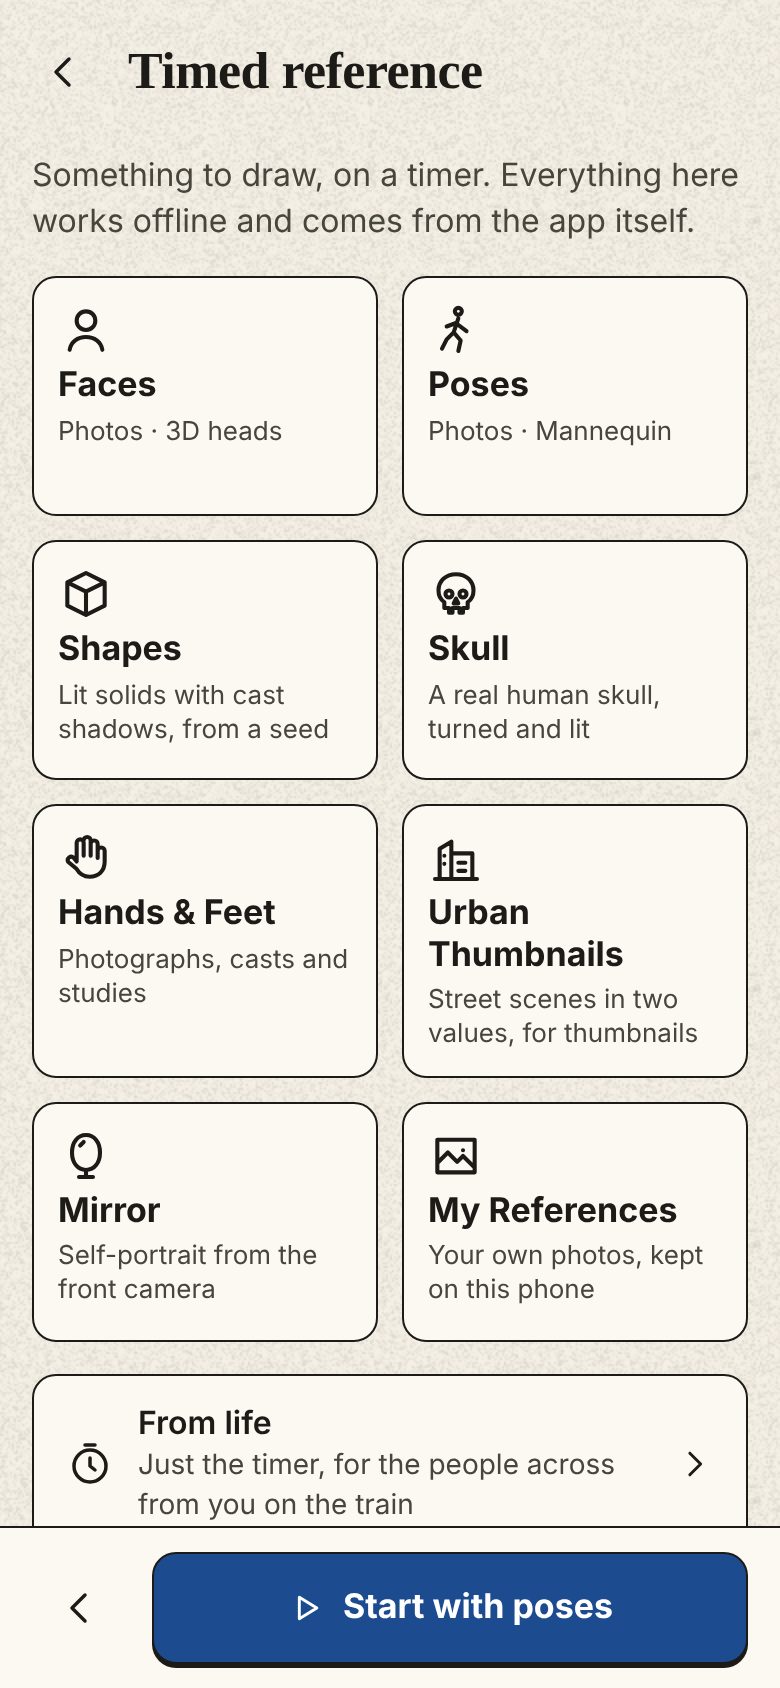 Timed reference
Something to draw, on a timer. Everything here
works offline and comes from the app itself.
Faces
Photos · 3D heads
Poses
Photos · Mannequin
Shapes
Lit solids with cast
shadows, from a seed
Skull
A real human skull,
turned and lit
Hands & Feet
Photographs, casts and
studies
Urban
Thumbnails
Street scenes in two
values, for thumbnails
Mirror
Self-portrait from the
front camera
My References
Your own photos, kept
on this phone
From life
Just the timer, for the people across
from you on the train
Start with poses